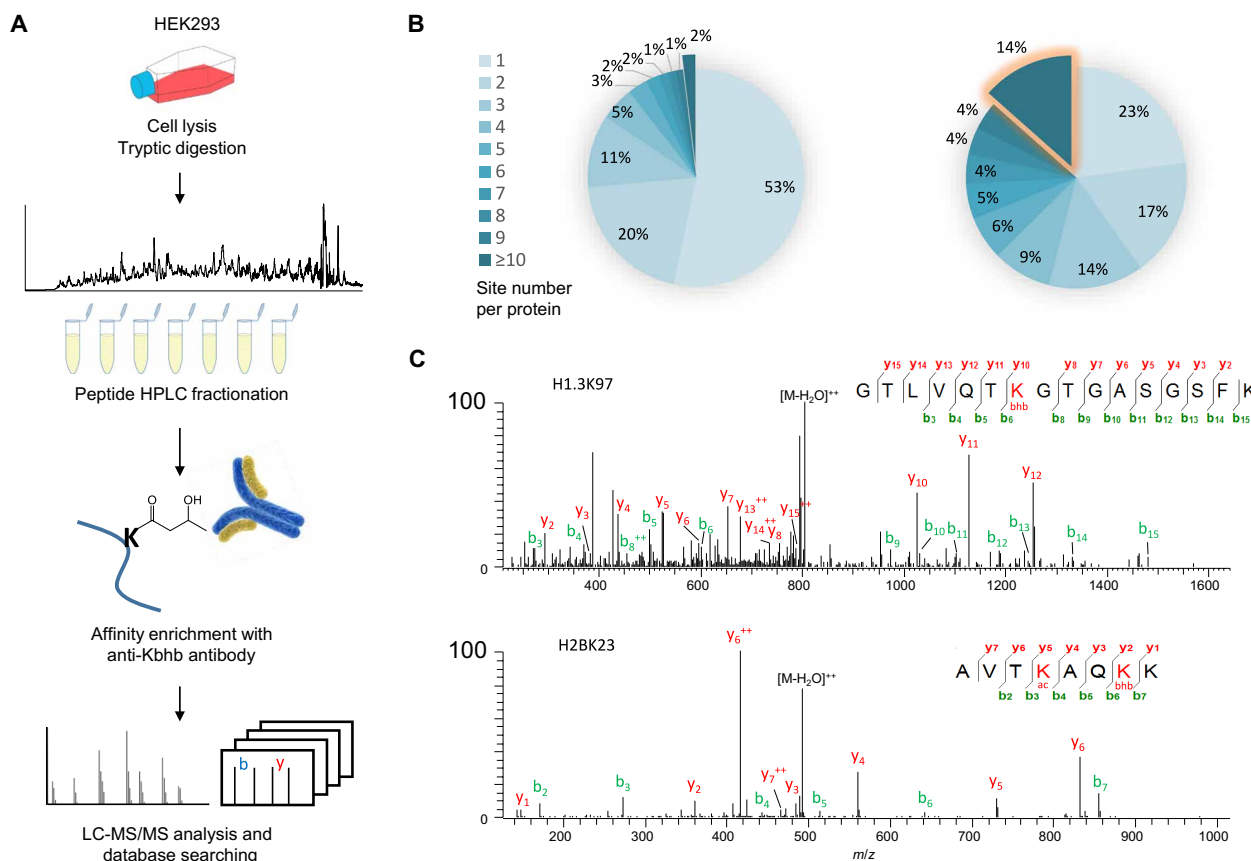 A
HEK293
Cell lysis
Tryptic digestion
Peptide HPLC fractionation
O
OH
K
Affinity enrichment with
anti-Kbhb antibody
b y
LC-MS/MS analysis and
database searching
B
1
2
3
4
5
6
7
8
9
≥10
Site number
per protein
53%
20%
11%
5%
3%
2%
2%
1%
1%
2%
23%
17%
14%
9%
6%
5%
4%
4%
4%
14%
C
H1.3K97
y15 y14 y13 y12 y11 y10 y8 y7 y6 y5 y4 y3 y2
G T L V Q T K G T G A S G S F K
bhb
b3 b4 b5 b6 b8 b9 b10 b11 b12 b13 b14 b15
100
0
[M-H2O]++
b3 y2 b4 y3 y4 b8++ b5 y5 y6 b6 y7 y13++ y14++ y8 y15++ b9 y10 b10 b11 y11 b12 b13 y12 b14 b15
400 600 800 1000 1200 1400 1600
H2BK23
y7 y6 y5 y4 y3 y2 y1
A V T K A Q K K
ac bhb
b2 b3 b4 b5 b6 b7
100
0
y6++
[M-H2O]++
y1 b2 b3 y2 b4 y7++ y3 b5 y4 b6 y5 y6 b7
200 300 400 500 600 700 800 900 1000
m/z